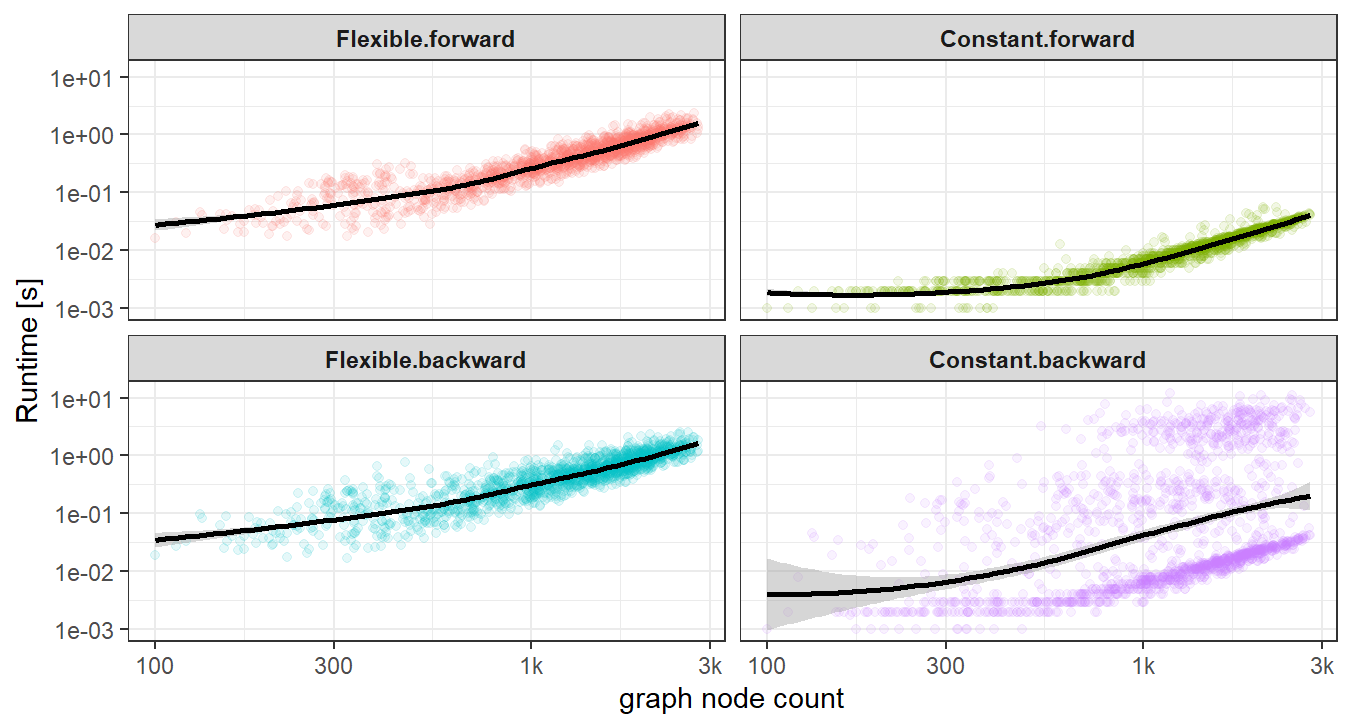 Flexible.forward
Constant.forward
1e+01
1e+00
1e-01
1e-02
1e-03
Runtime [s]
Flexible.backward
Constant.backward
1e+01
1e+00
1e-01
1e-02
1e-03
100 300 1k 3k
100 300 1k 3k
graph node count